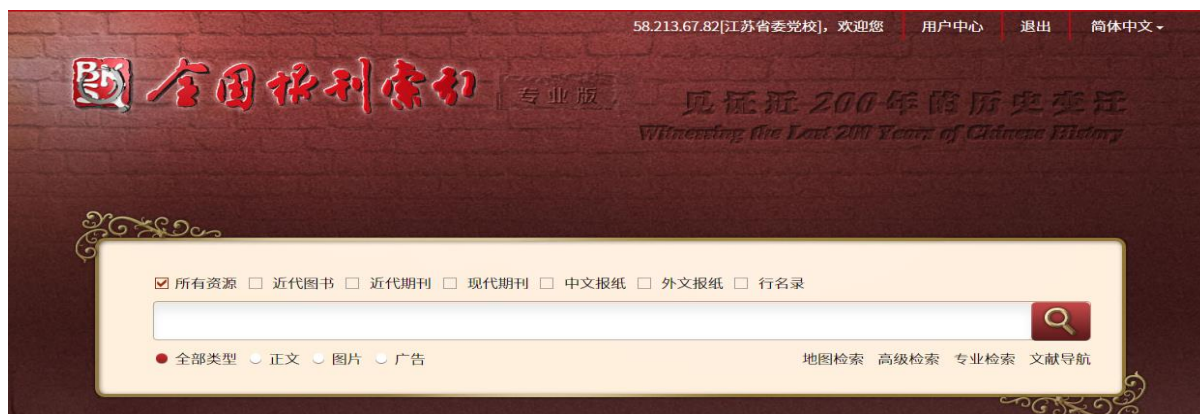 58.213.67.82[江苏省委党校]，欢迎您 用户中心 退出 简体中文
全国报刊索引 专业版
见证近200年的历史变迁
Witnessing the Last 200 Years of Chinese History
所有资源 近代图书 近代期刊 现代期刊 中文报纸 外文报纸 行名录
全部类型 正文 图片 广告 地图检索 高级检索 专业检索 文献导航